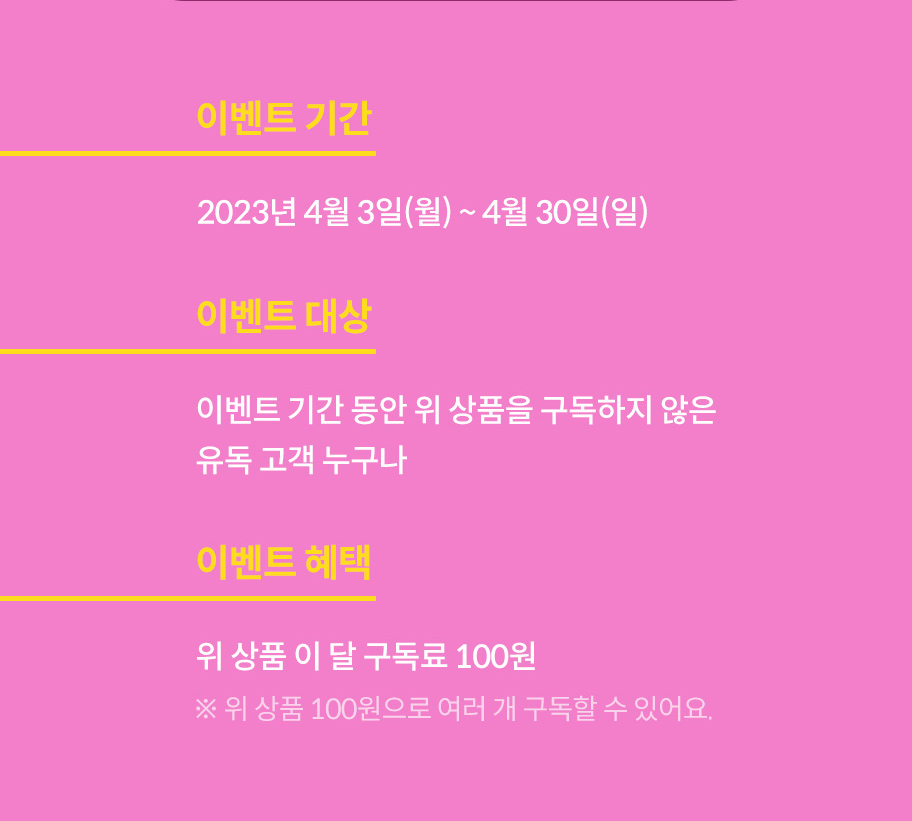 이벤트 기간
2023년 4월 3일(월) ~ 4월 30일(일)
이벤트 대상
이벤트 기간 동안 위 상품을 구독하지 않은
유독 고객 누구나
이벤트 혜택
위 상품 이 달 구독료 100원
※ 위 상품 100원으로 여러 개 구독할 수 있어요.